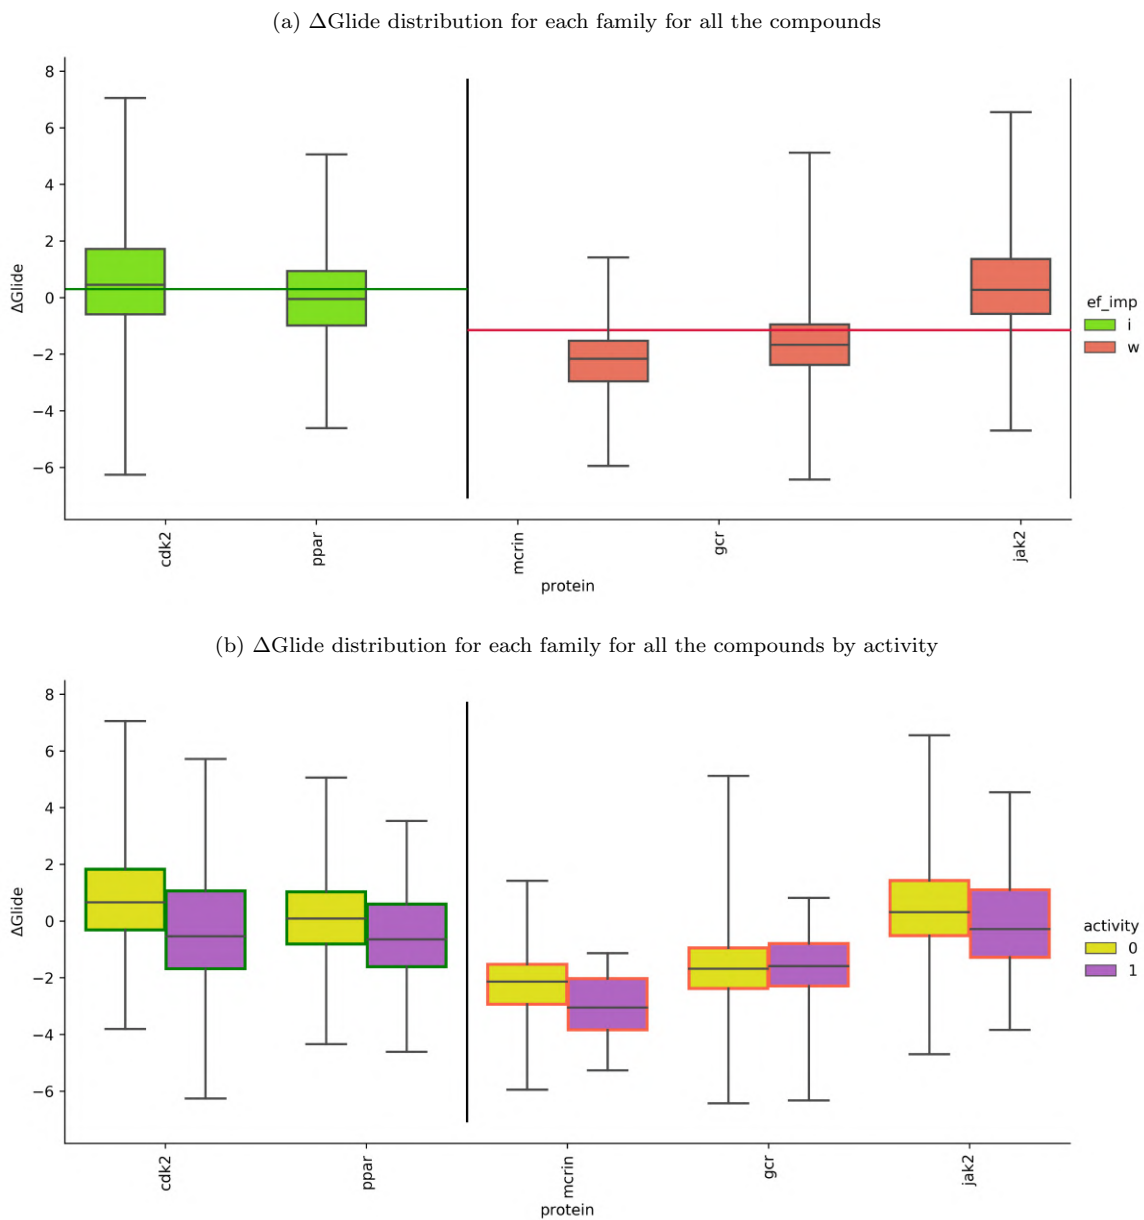 (a) ΔGlide distribution for each family for all the compounds
8
6
4
2
0
−2
−4
−6
ΔGlide
cdk2
ppar
mcrin
gcr
jak2
protein
ef_imp
i
w
(b) ΔGlide distribution for each family for all the compounds by activity
8
6
4
2
0
−2
−4
−6
ΔGlide
cdk2
ppar
mcrin
gcr
jak2
protein
activity
0
1